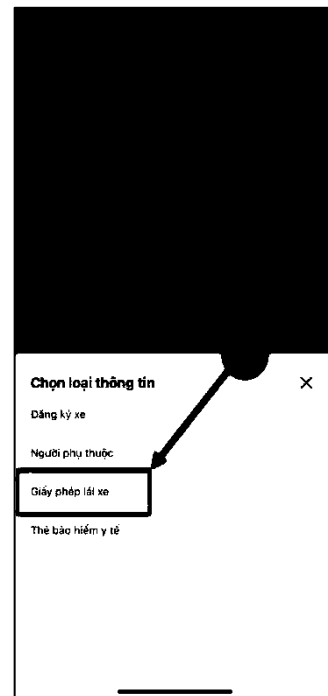 Chọn loại thông tin
Đăng ký xe
Người phụ thuộc
Giấy phép lái xe
Thẻ bảo hiểm y tế